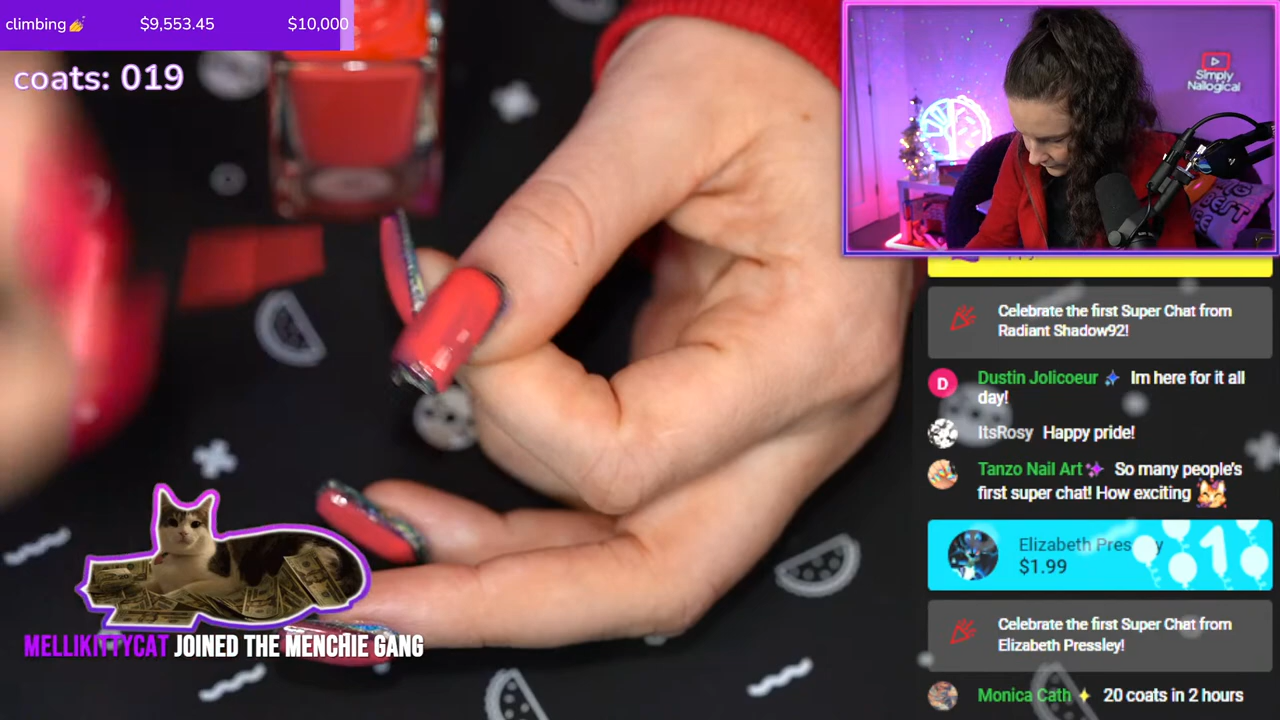 climbing💅 $9,553.45 $10,000
coats: 019
Simply
Nailogical
Celebrate the first Super Chat from
Radiant Shadow92!
D
Dustin Jolicoeur Im here for it all
day!
ItsRosy Happy pride!
Tanzo Nail Art So many people's
first super chat! How exciting
Elizabeth Pressley
$1.99
1
Celebrate the first Super Chat from
Elizabeth Pressley!
Monica Cath 20 coats in 2 hours
MELLIKITTYCAT JOINED THE MENCHIE GANG